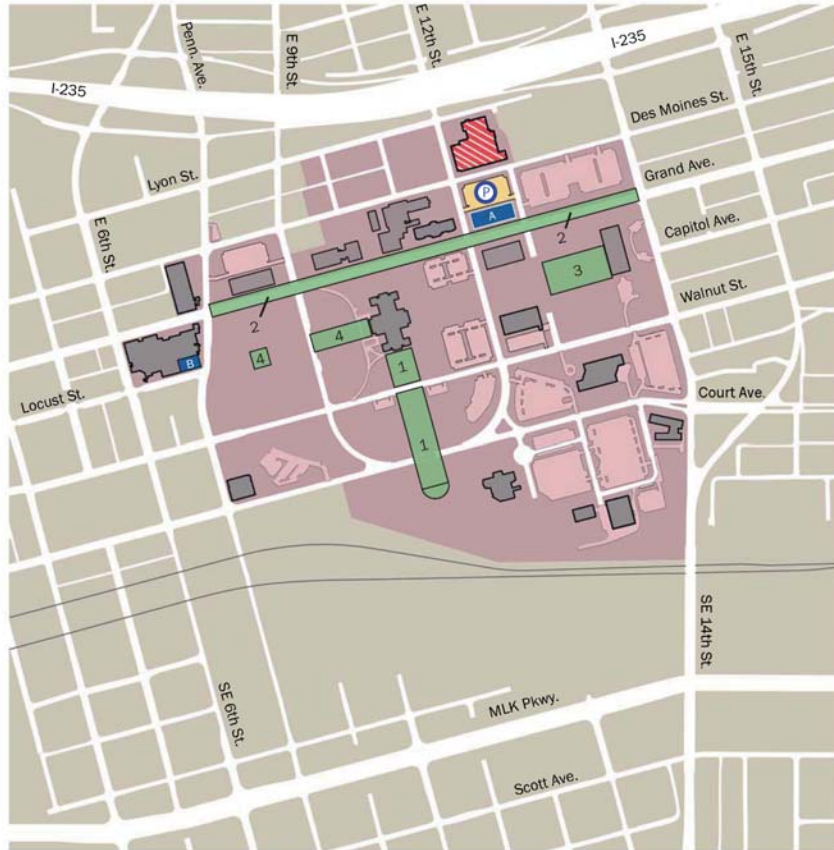 Penn. Ave.
E 9th St.
E 12th St.
I-235
E 15th St.
I-235
Des Moines St.
Lyon St.
Grand Ave.
P
A
E 6th St.
Capitol Ave.
2
3
Walnut St.
2
4
4
1
B
Locust St.
Court Ave.
1
SE 14th St.
SE 6th St.
MLK Pkwy.
Scott Ave.